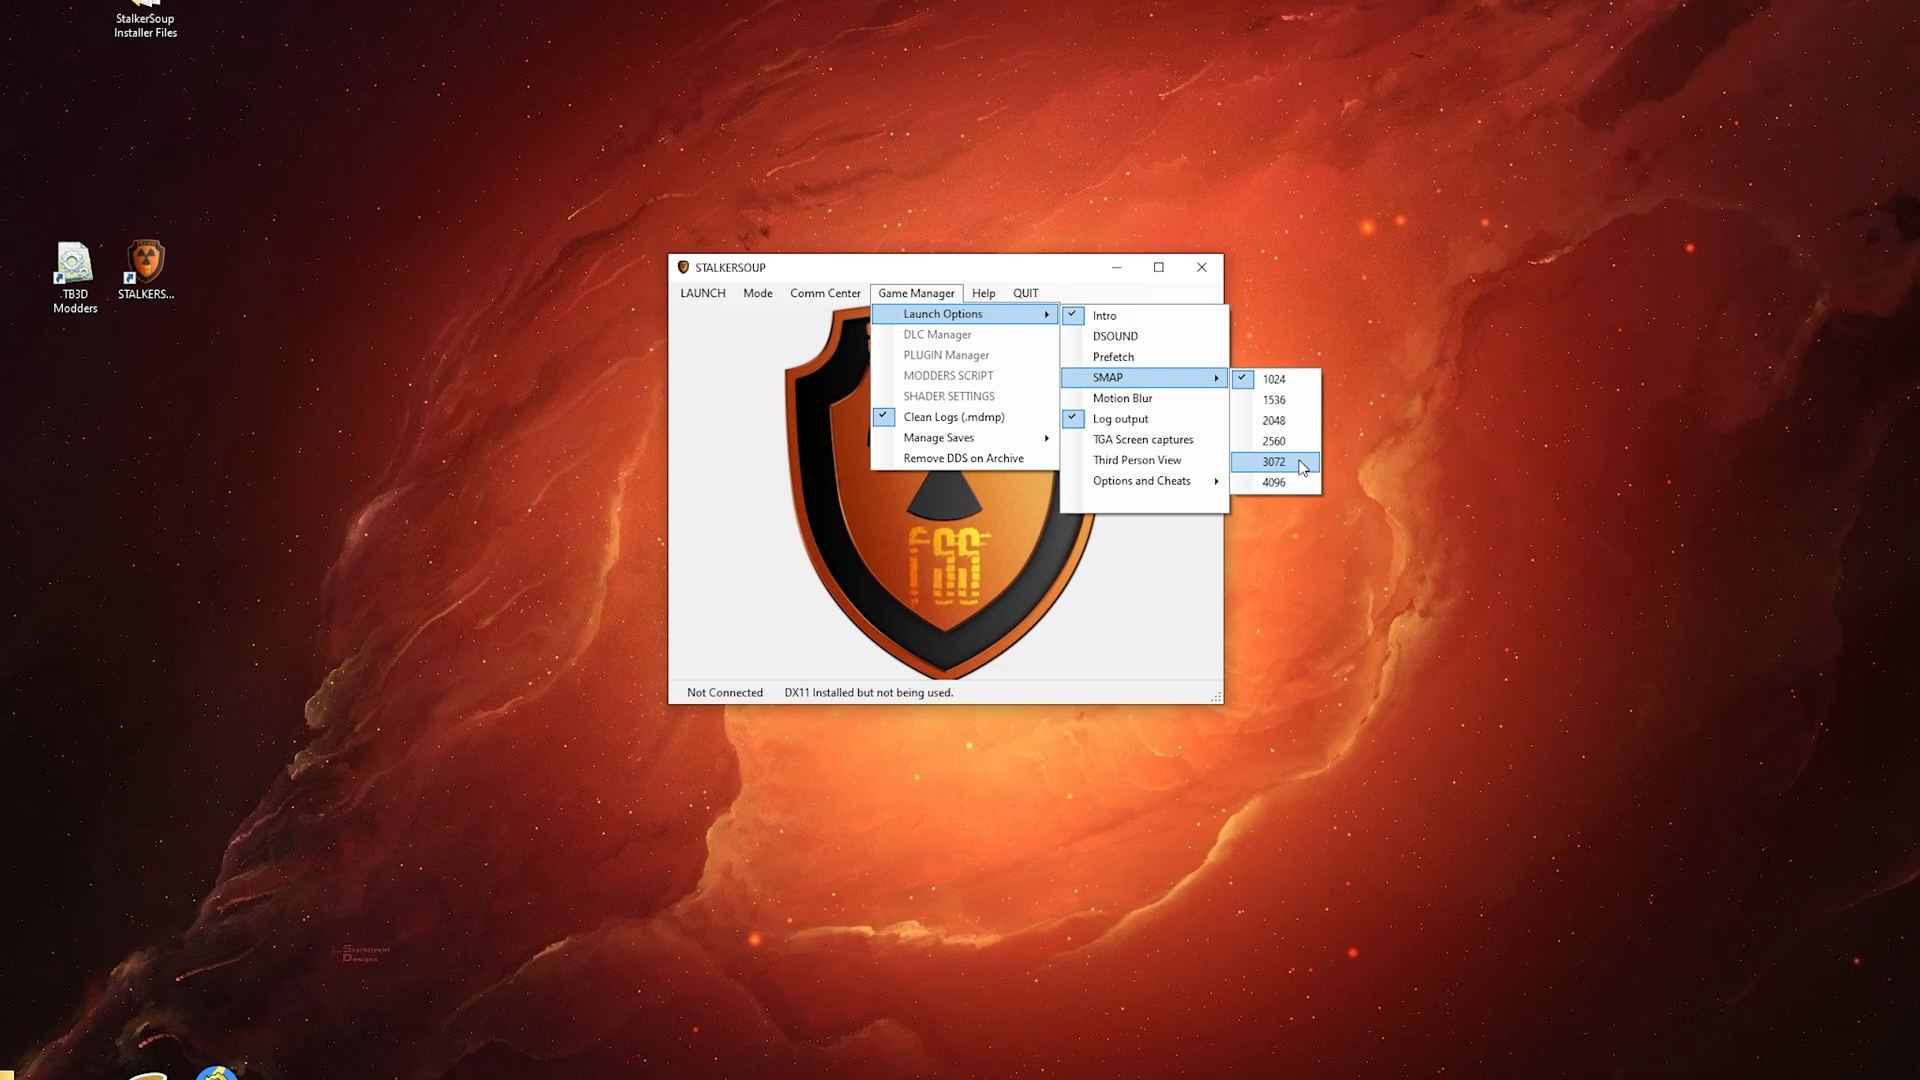 StalkerSoup
Installer Files
TB3D
Modders
STALKERS...
STALKERSOUP
LAUNCH Mode Comm Center Game Manager Help QUIT
Launch Options
DLC Manager
PLUGIN Manager
MODDERS SCRIPT
SHADER SETTINGS
Clean Logs (.mdmp)
Manage Saves
Remove DDS on Archive
Intro
DSOUND
Prefetch
SMAP
Motion Blur
Log output
TGA Screen captures
Third Person View
Options and Cheats
1024
1536
2048
2560
3072
4096
TSS
Not Connected DX11 Installed but not being used.
Starkitecht
Designs